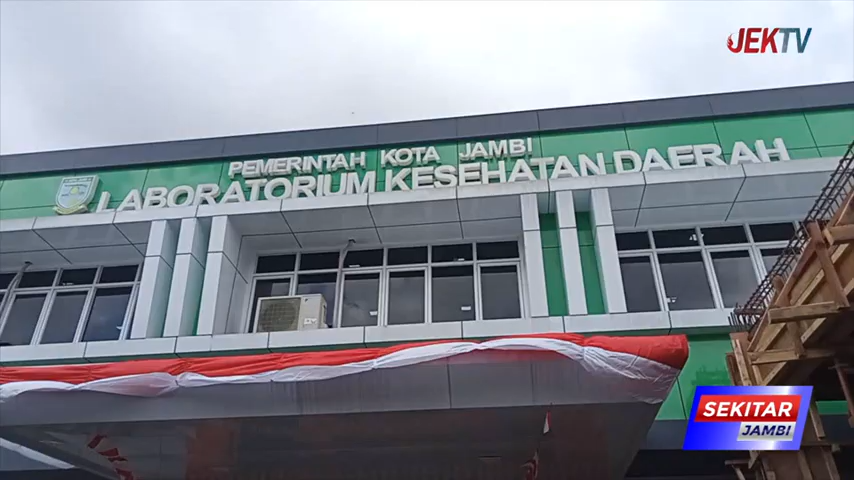 JEKTV
PEMERINTAH KOTA JAMBI
LABORATORIUM KESEHATAN DAERAH
SEKITAR
JAMBI